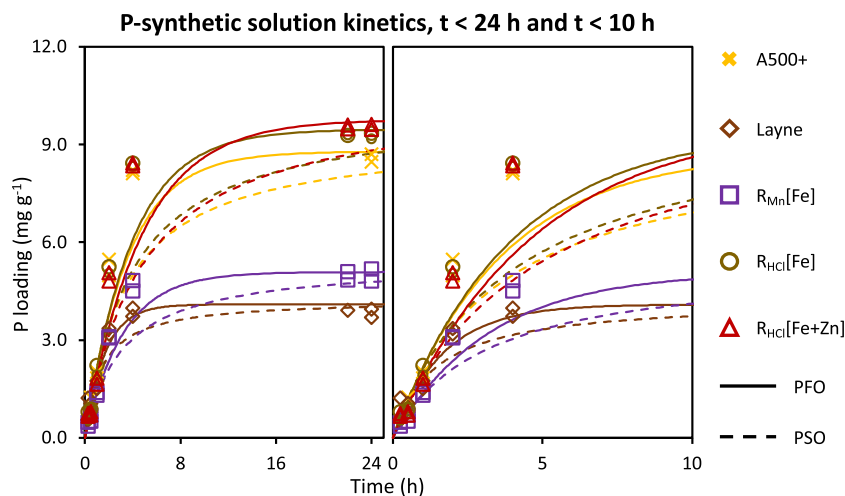 P-synthetic solution kinetics, t < 24 h and t < 10 h
P loading (mg g⁻¹)
12.0
9.0
6.0
3.0
0.0
0 8 16 24 0 5 10
Time (h)
A500+
Layne
R_Mn[Fe]
R_HCl[Fe]
R_HCl[Fe+Zn]
PFO
PSO